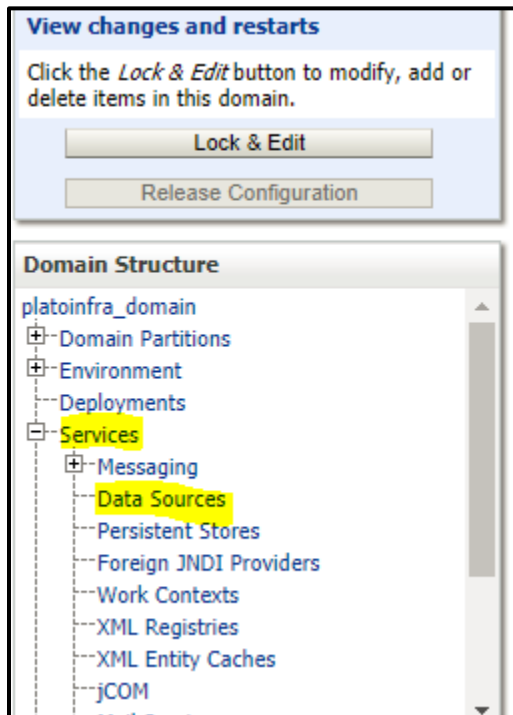 View changes and restarts
Click the Lock & Edit button to modify, add or
delete items in this domain.
Lock & Edit
Release Configuration
Domain Structure
platoinfra_domain
Domain Partitions
Environment
Deployments
Services
Messaging
Data Sources
Persistent Stores
Foreign JNDI Providers
Work Contexts
XML Registries
XML Entity Caches
jCOM